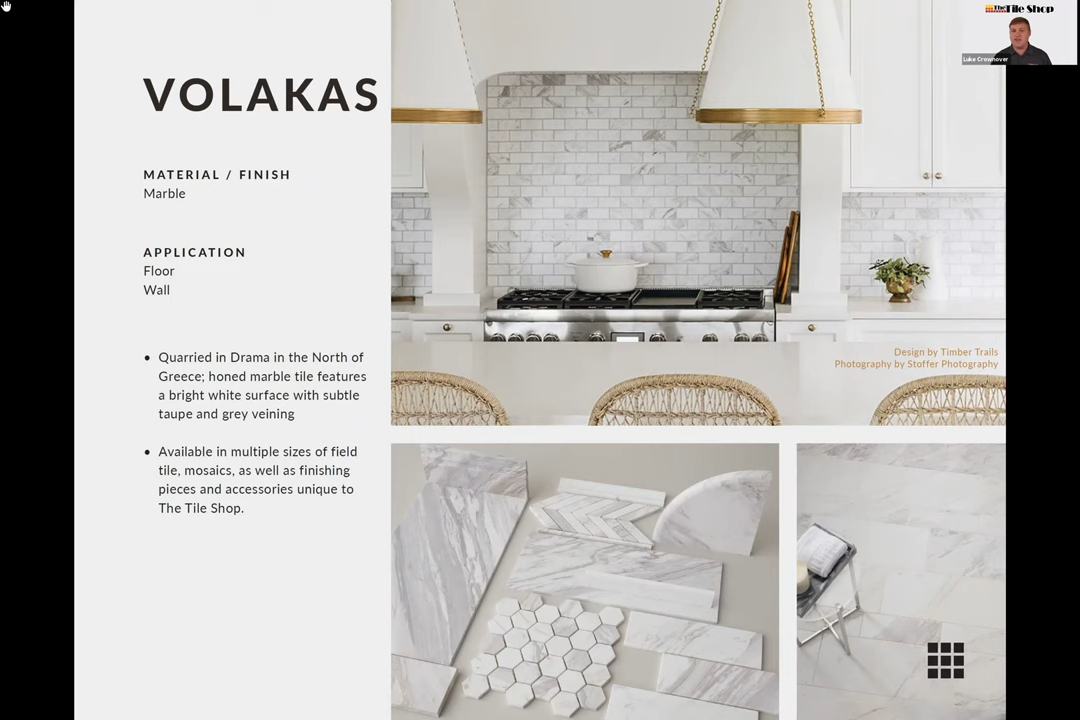 The Tile Shop
Luke Crownover
VOLAKAS
MATERIAL / FINISH
Marble
APPLICATION
Floor
Wall
• Quarried in Drama in the North of
Greece; honed marble tile features
a bright white surface with subtle
taupe and grey veining
• Available in multiple sizes of field
tile, mosaics, as well as finishing
pieces and accessories unique to
The Tile Shop.
Design by Timber Trails
Photography by Stoffer Photography